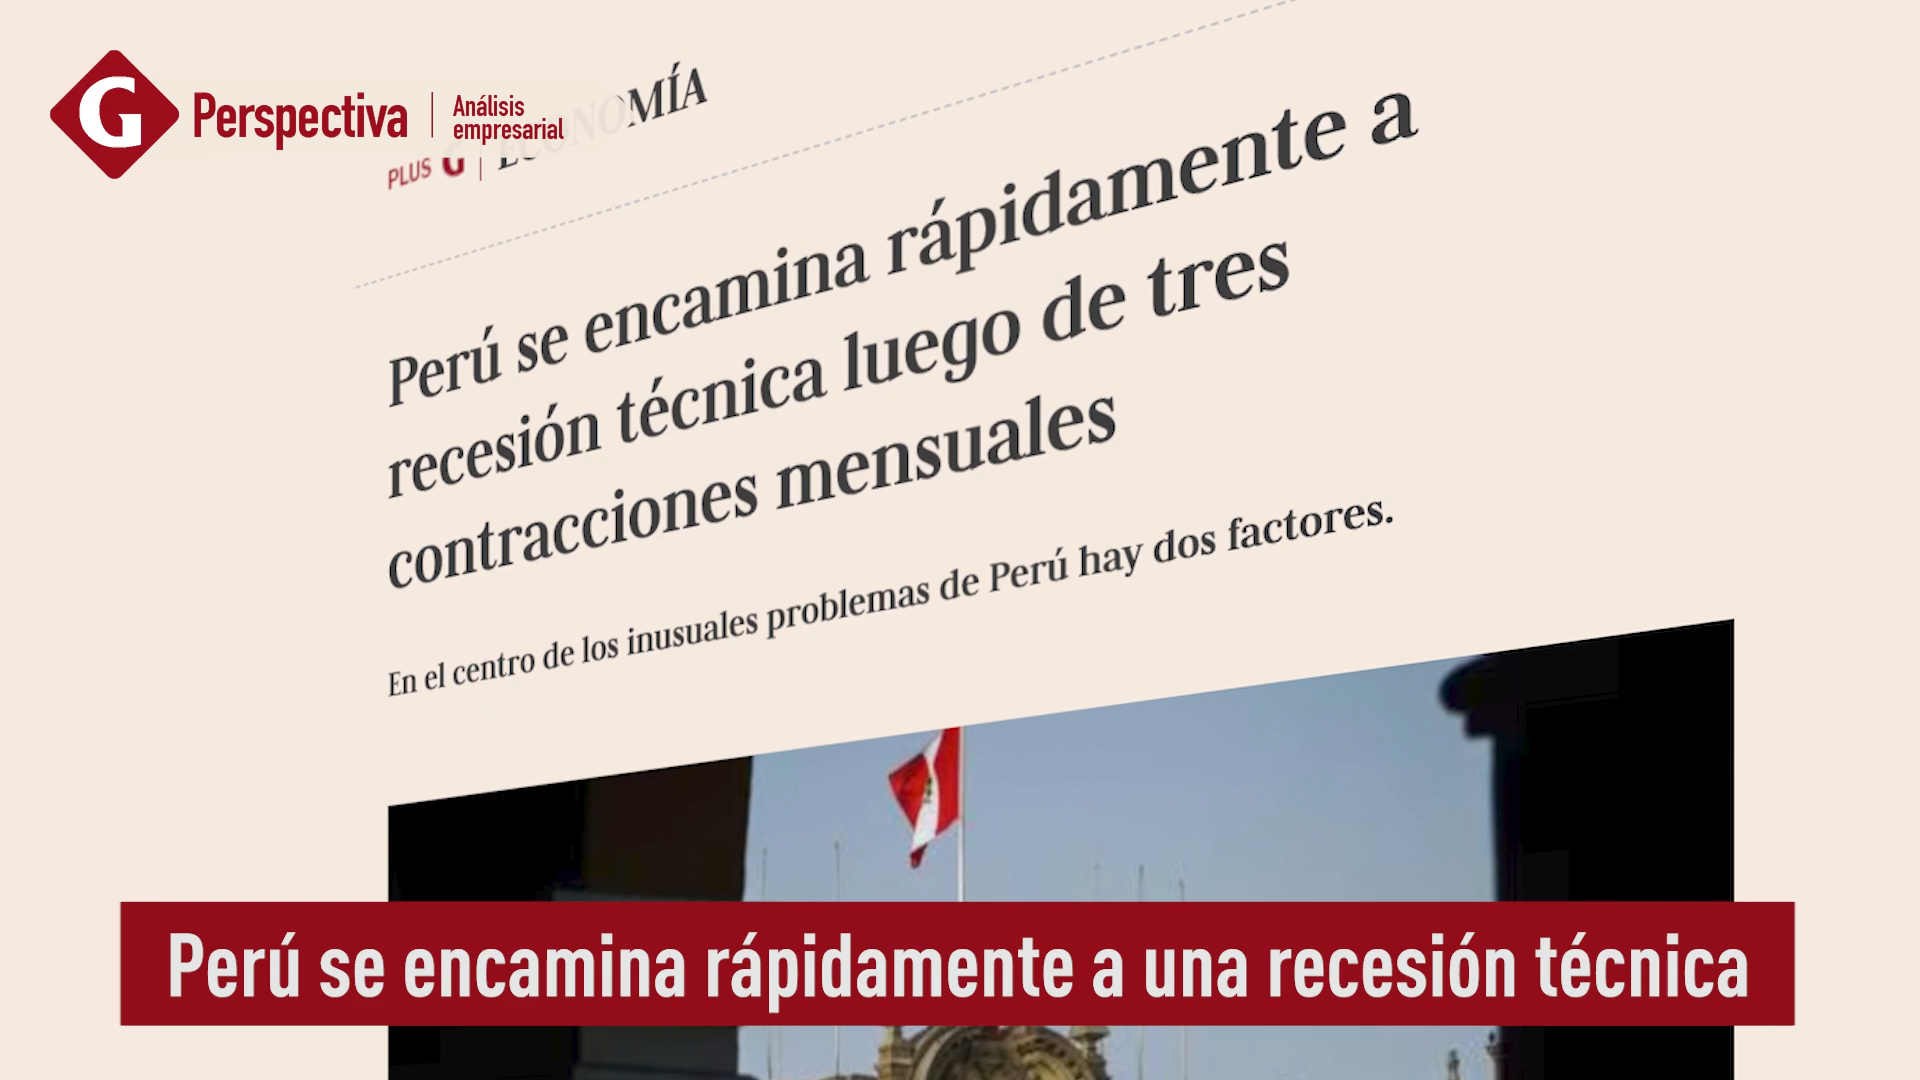 G Perspectiva
Análisis
empresarial
PLUS G | ECONOMÍA
Perú se encamina rápidamente a
recesión técnica luego de tres
contracciones mensuales
En el centro de los inusuales problemas de Perú hay dos factores.
Perú se encamina rápidamente a una recesión técnica